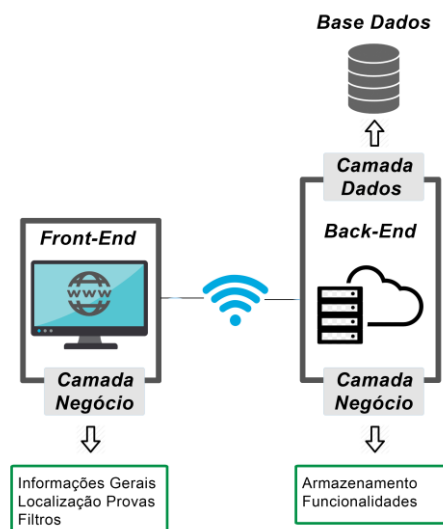 Base Dados
Camada
Dados
Front-End
Back-End
www
Camada
Negócio
Camada
Negócio
Informações Gerais
Localização Provas
Filtros
Armazenamento
Funcionalidades